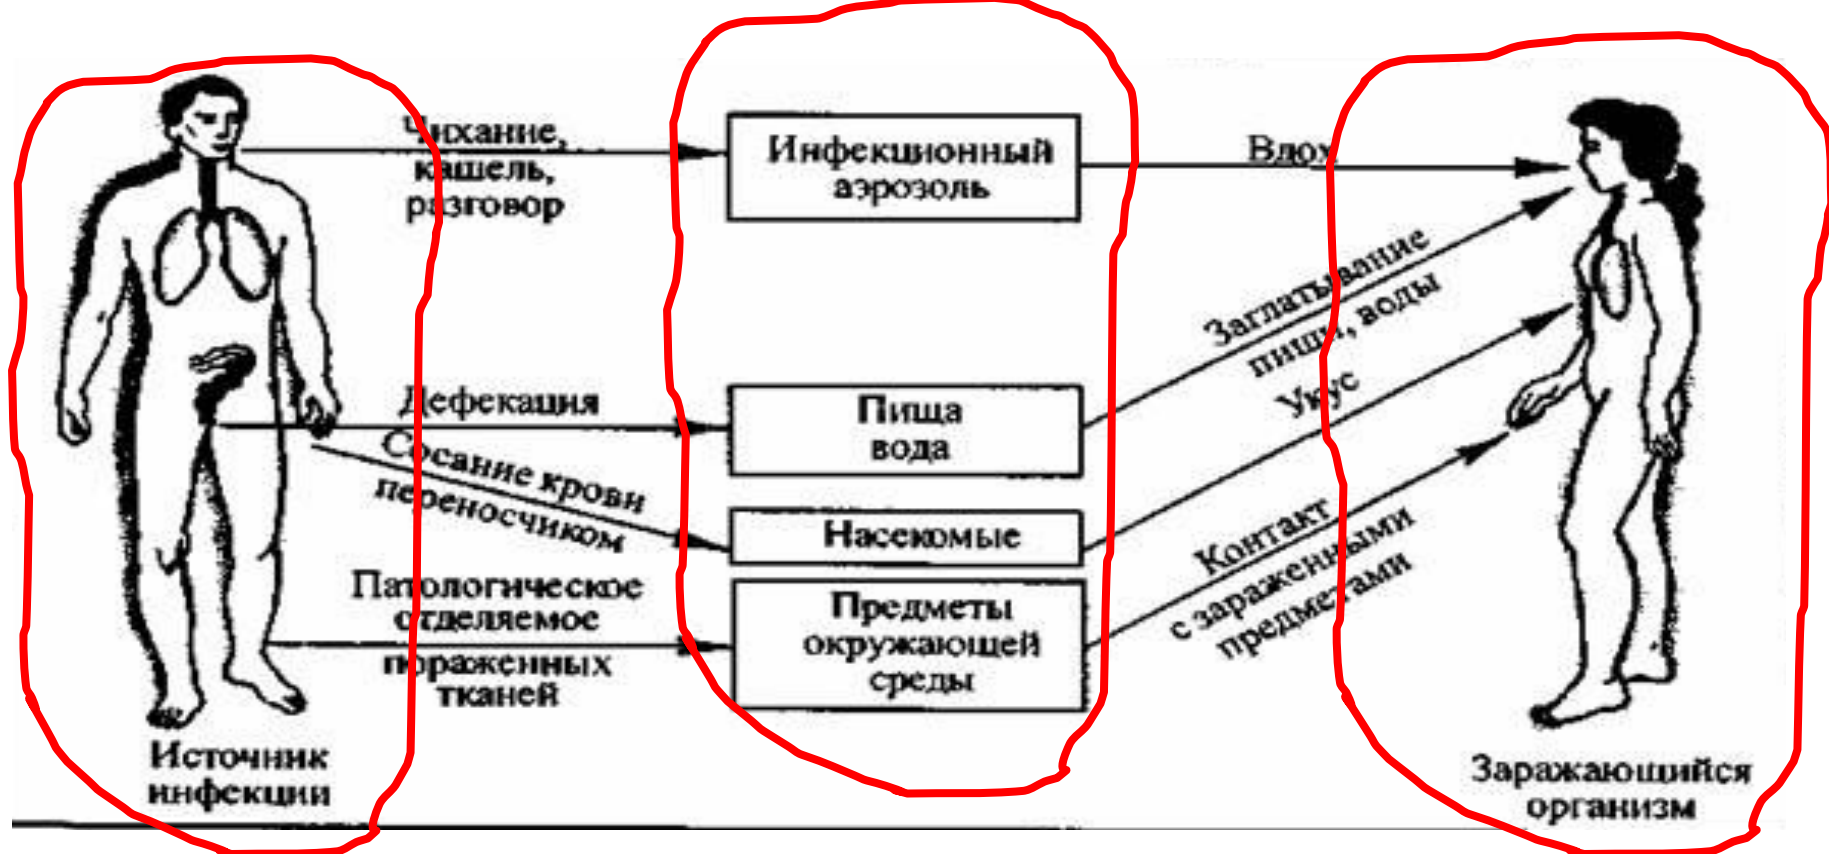 Чихание,
кашель,
разговор
Инфекционный
аэрозоль
Вдох
Дефекация
Пища
вода
Заглатывание
пищи, воды
Сосание крови
переносчиком
Насекомые
Укус
Патологическое
отделяемое
пораженных
тканей
Предметы
окружающей
среды
Контакт
с зараженными
предметами
Источник
инфекции
Заражающийся
организм